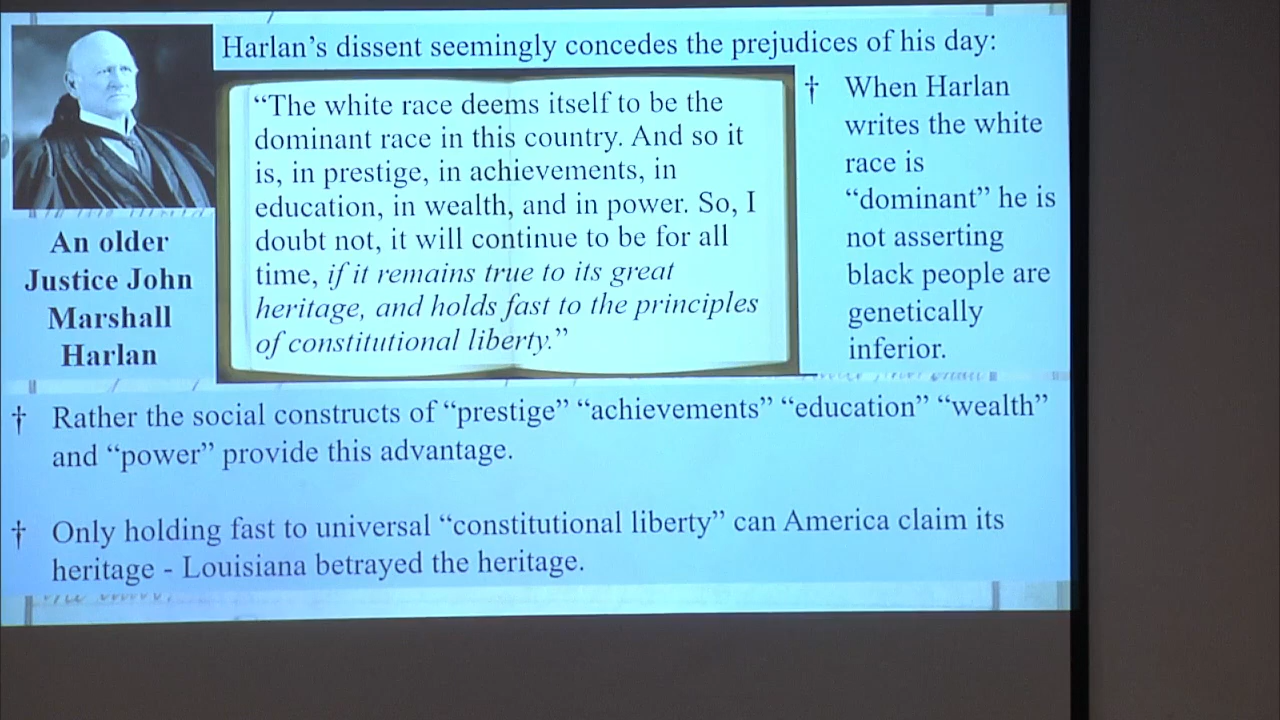 Harlan’s dissent seemingly concedes the prejudices of his day:
“The white race deems itself to be the
dominant race in this country. And so it
is, in prestige, in achievements, in
education, in wealth, and in power. So, I
doubt not, it will continue to be for all
time, if it remains true to its great
heritage, and holds fast to the principles
of constitutional liberty.”
An older
Justice John
Marshall
Harlan
† When Harlan
writes the white
race is
“dominant” he is
not asserting
black people are
genetically
inferior.
† Rather the social constructs of “prestige” “achievements” “education” “wealth”
and “power” provide this advantage.
† Only holding fast to universal “constitutional liberty” can America claim its
heritage - Louisiana betrayed the heritage.